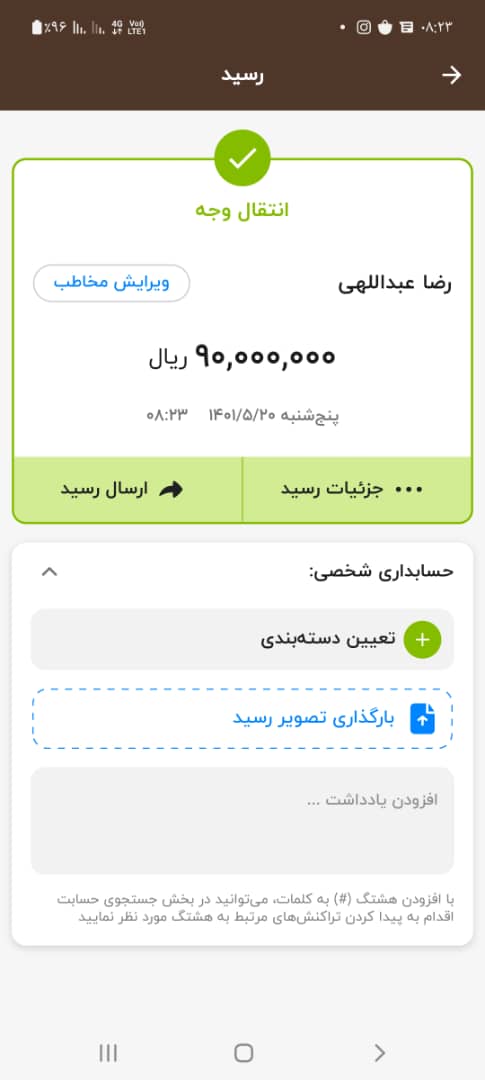 ٪۹۶ 4G Vo) LTE1 ۰۸:۲۳
رسید
انتقال وجه
رضا عبداللهی
ویرایش مخاطب
۹۰,۰۰۰,۰۰۰ ریال
پنج‌شنبه ۱۴۰۱/۵/۲۰ ۰۸:۲۳
جزئیات رسید
ارسال رسید
حسابداری شخصی:
تعیین دسته‌بندی
بارگذاری تصویر رسید
افزودن یادداشت ...
با افزودن هشتگ (#) به کلمات، می‌توانید در بخش جستجوی حسابت
اقدام به پیدا کردن تراکنش‌های مرتبط به هشتگ مورد نظر نمایید